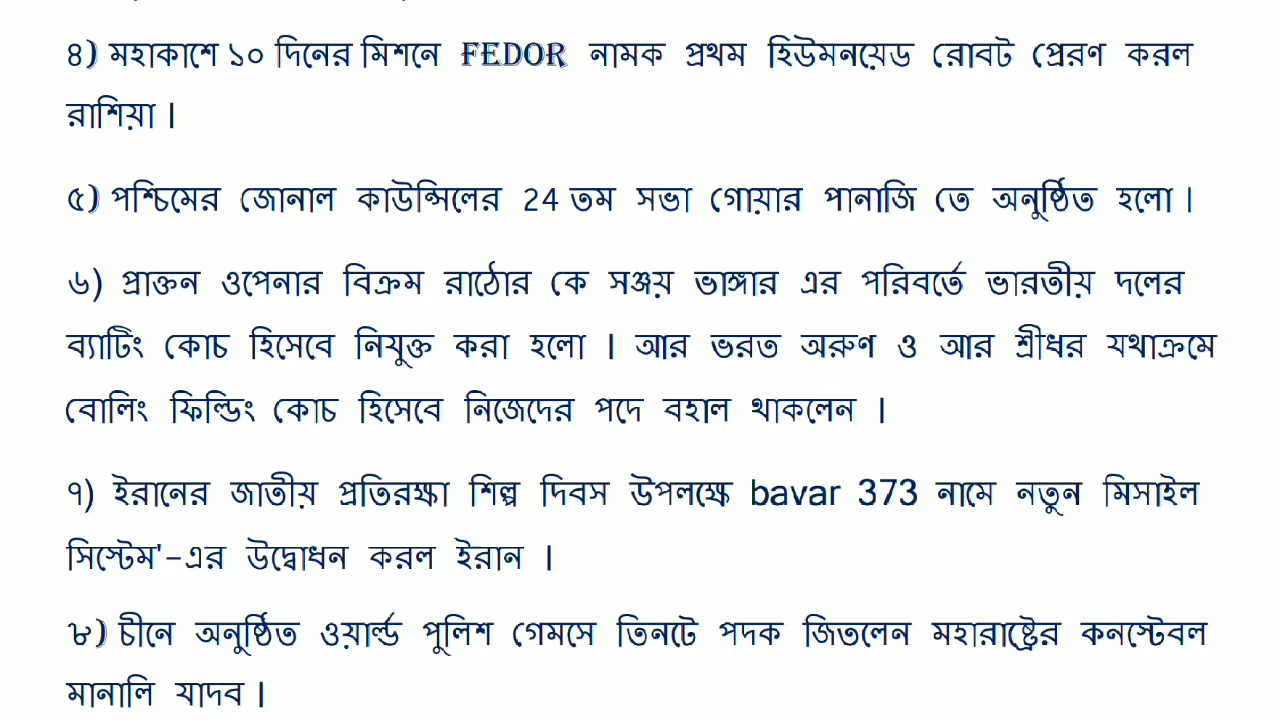 ৪) মহাকাশে ১০ দিনের মিশনে FEDOR নামক প্রথম হিউমনয়েড রোবট প্রেরণ করল
রাশিয়া ।
৫) পশ্চিমের জোনাল কাউন্সিলের 24 তম সভা গোয়ার পানাজি তে অনুষ্ঠিত হলো ।
৬) প্রাক্তন ওপেনার বিক্রম রাঠোর কে সঞ্জয় ভাঙ্গার এর পরিবর্তে ভারতীয় দলের
ব্যাটিং কোচ হিসেবে নিযুক্ত করা হলো । আর ভরত অরুণ ও আর শ্রীধর যথাক্রমে
বোলিং ফিল্ডিং কোচ হিসেবে নিজেদের পদে বহাল থাকলেন ।
৭) ইরানের জাতীয় প্রতিরক্ষা শিল্প দিবস উপলক্ষে bavar 373 নামে নতুন মিসাইল
সিস্টেম'-এর উদ্বোধন করল ইরান ।
৮) চীনে অনুষ্ঠিত ওয়ার্ল্ড পুলিশ গেমসে তিনটে পদক জিতলেন মহারাষ্ট্রের কনস্টেবল
মানালি যাদব ।